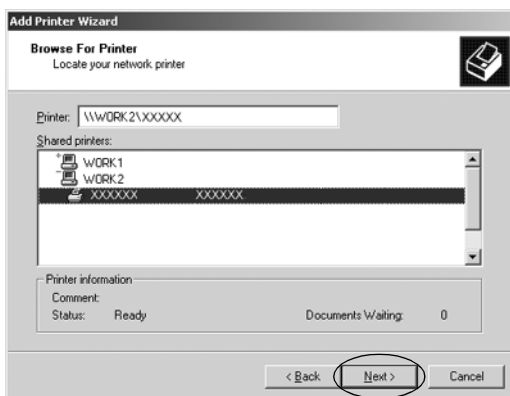 Add Printer Wizard
Browse For Printer
Locate your network printer
Printer: \\WORK2\XXXXX
Shared printers:
WORK1
WORK2
XXXXXX XXXXXX
Printer information
Comment:
Status: Ready Documents Waiting: 0
< Back Next > Cancel